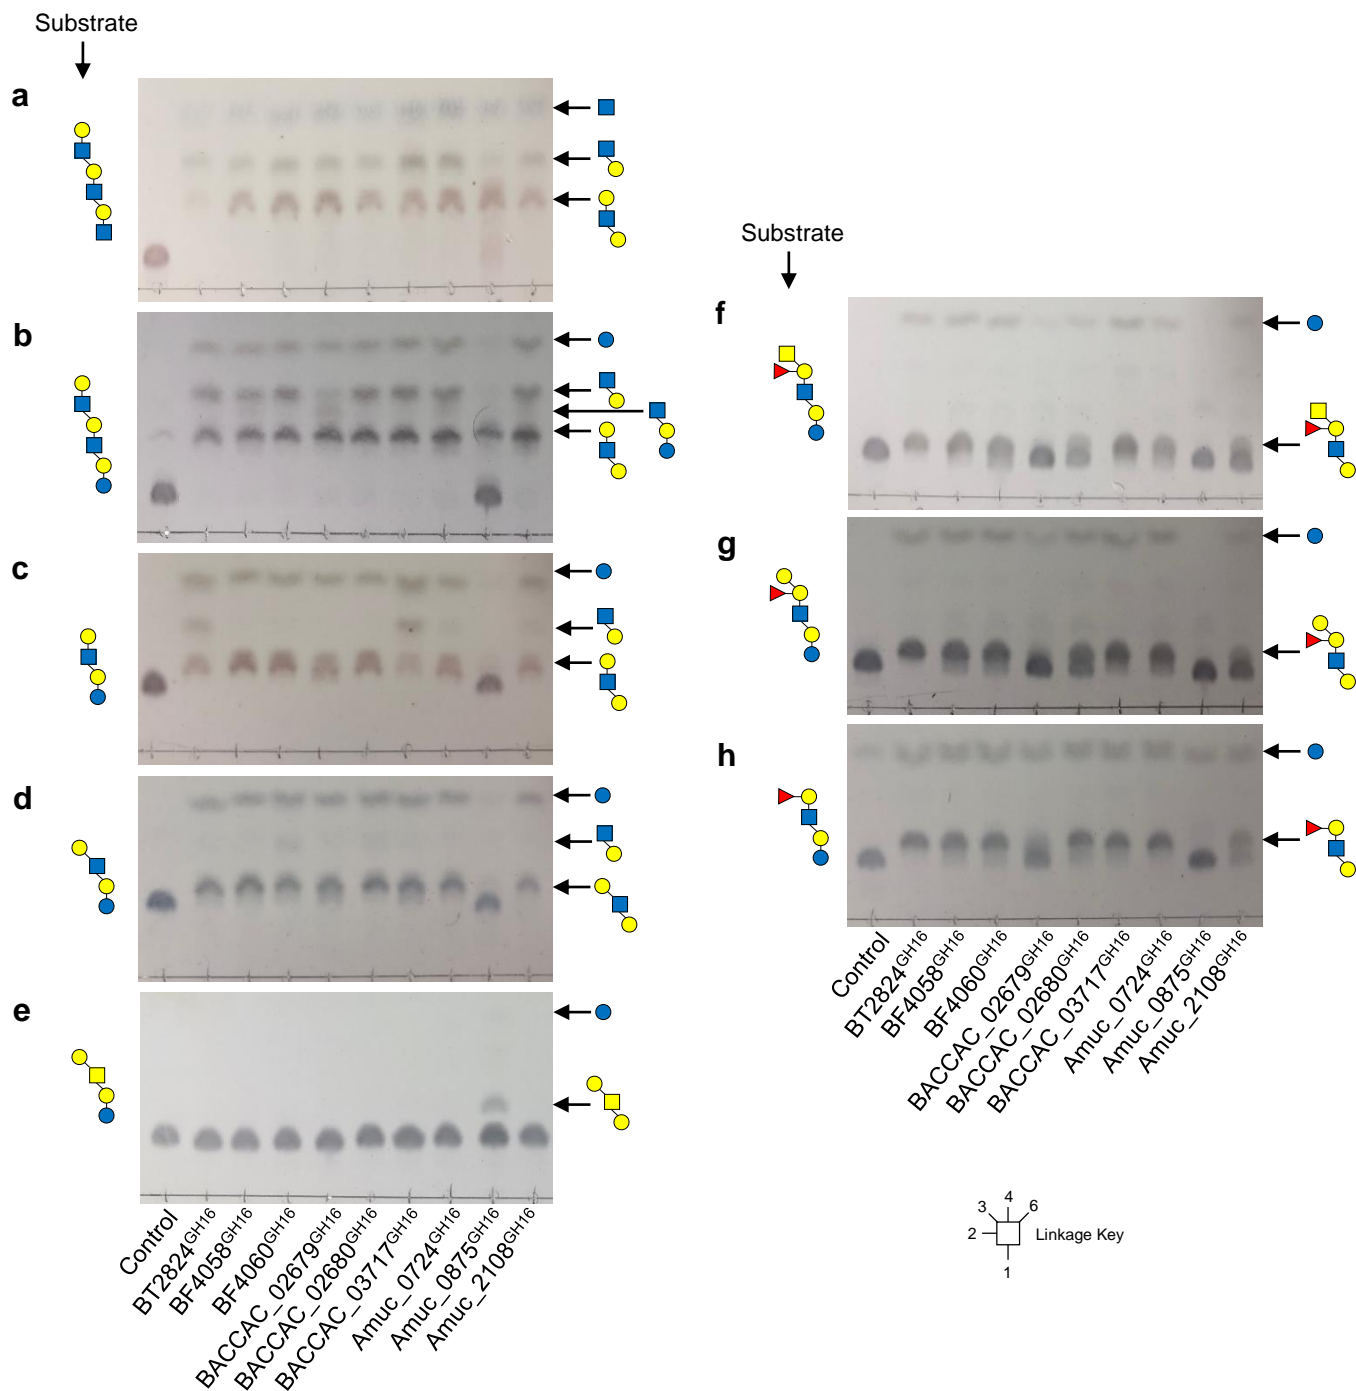 Substrate
a
b
c
d
e
Control
BT2824GH16
BF4058GH16
BF4060GH16
BACCAC_02679GH16
BACCAC_02680GH16
BACCAC_03717GH16
Amuc_0724GH16
Amuc_0875GH16
Amuc_2108GH16
Substrate
f
g
h
Control
BT2824GH16
BF4058GH16
BF4060GH16
BACCAC_02679GH16
BACCAC_02680GH16
BACCAC_03717GH16
Amuc_0724GH16
Amuc_0875GH16
Amuc_2108GH16
3 4 6
2 Linkage Key
1